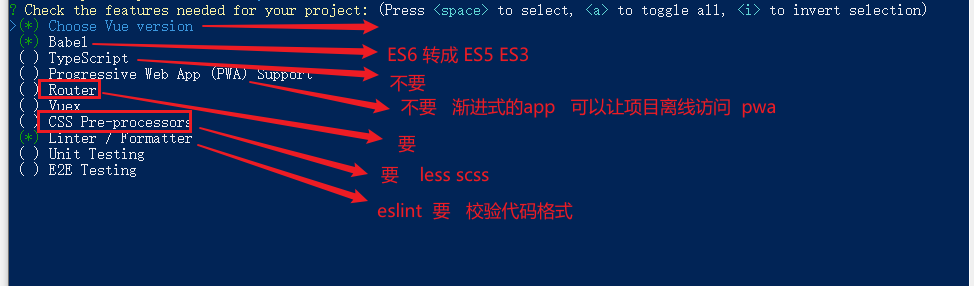 ? Check the features needed for your project: (Press <space> to select, <a> to toggle all, <i> to invert selection)
>(*) Choose Vue version
(*) Babel
ES6 转成 ES5 ES3
( ) TypeScript
不要
( ) Progressive Web App (PWA) Support
不要 渐进式的app 可以让项目离线访问 pwa
( ) Router
要
( ) Vuex
( ) CSS Pre-processors
要 less scss
(*) Linter / Formatter
eslint 要 校验代码格式
( ) Unit Testing
( ) E2E Testing